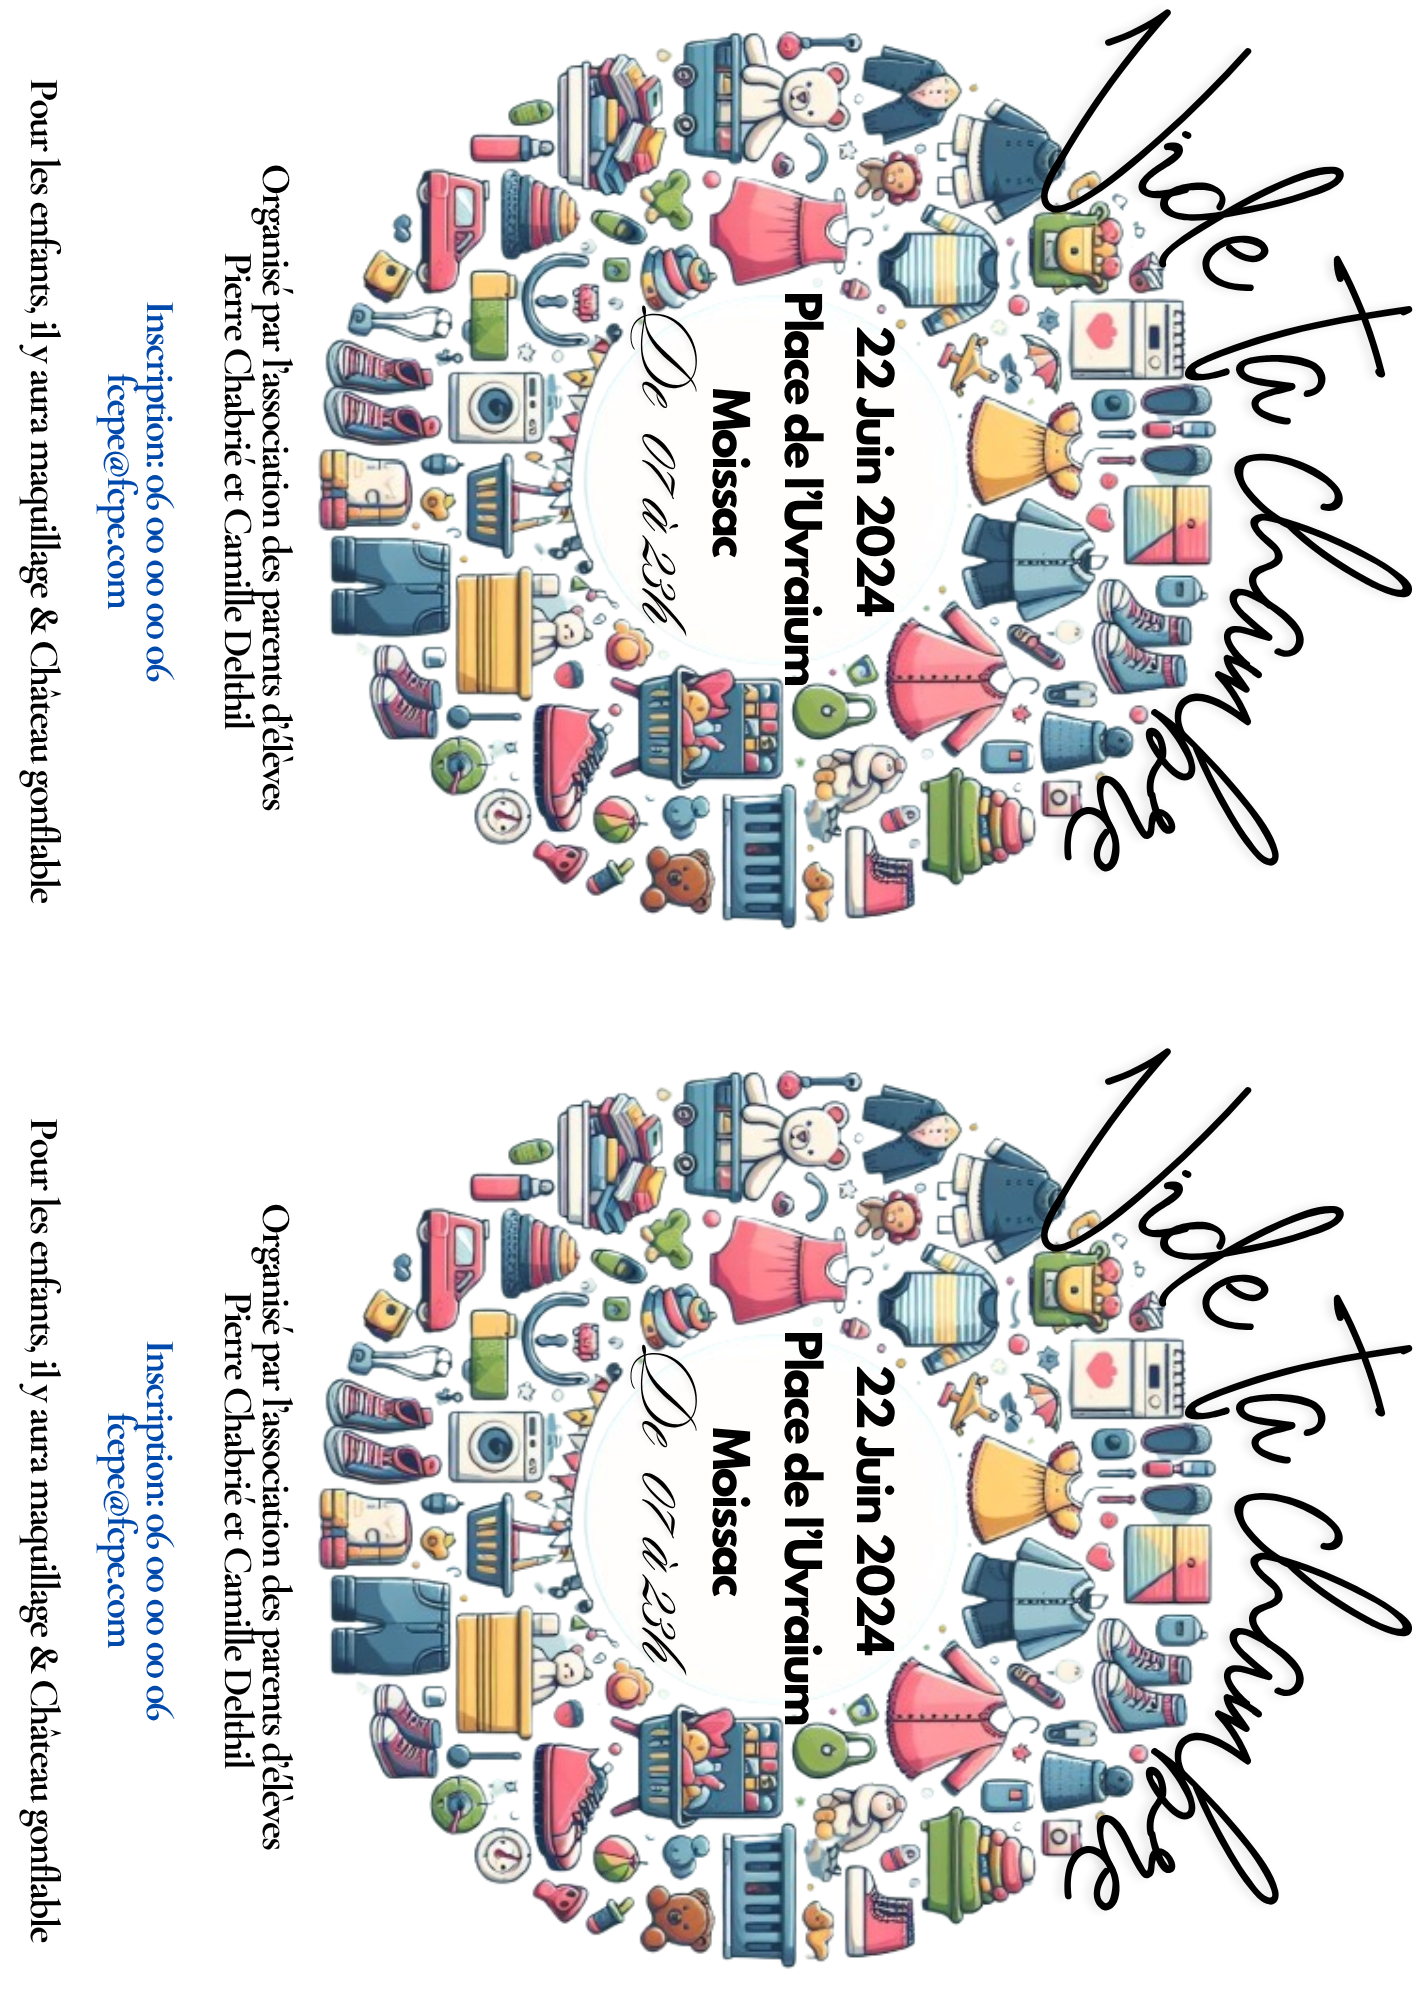 Vide Ta Chambre
22 Juin 2024
Place de l'Uvraium
Moissac
De 07 à 23h
Organisé par l'association des parents d'élèves
Pierre Chabrié et Camille Delthil
Inscription: 06 00 00 00 06
fcepe@fcpe.com
Pour les enfants, il y aura maquillage & Château gonflable
Vide Ta Chambre
22 Juin 2024
Place de l'Uvraium
Moissac
De 07 à 23h
Organisé par l'association des parents d'élèves
Pierre Chabrié et Camille Delthil
Inscription: 06 00 00 00 06
fcepe@fcpe.com
Pour les enfants, il y aura maquillage & Château gonflable